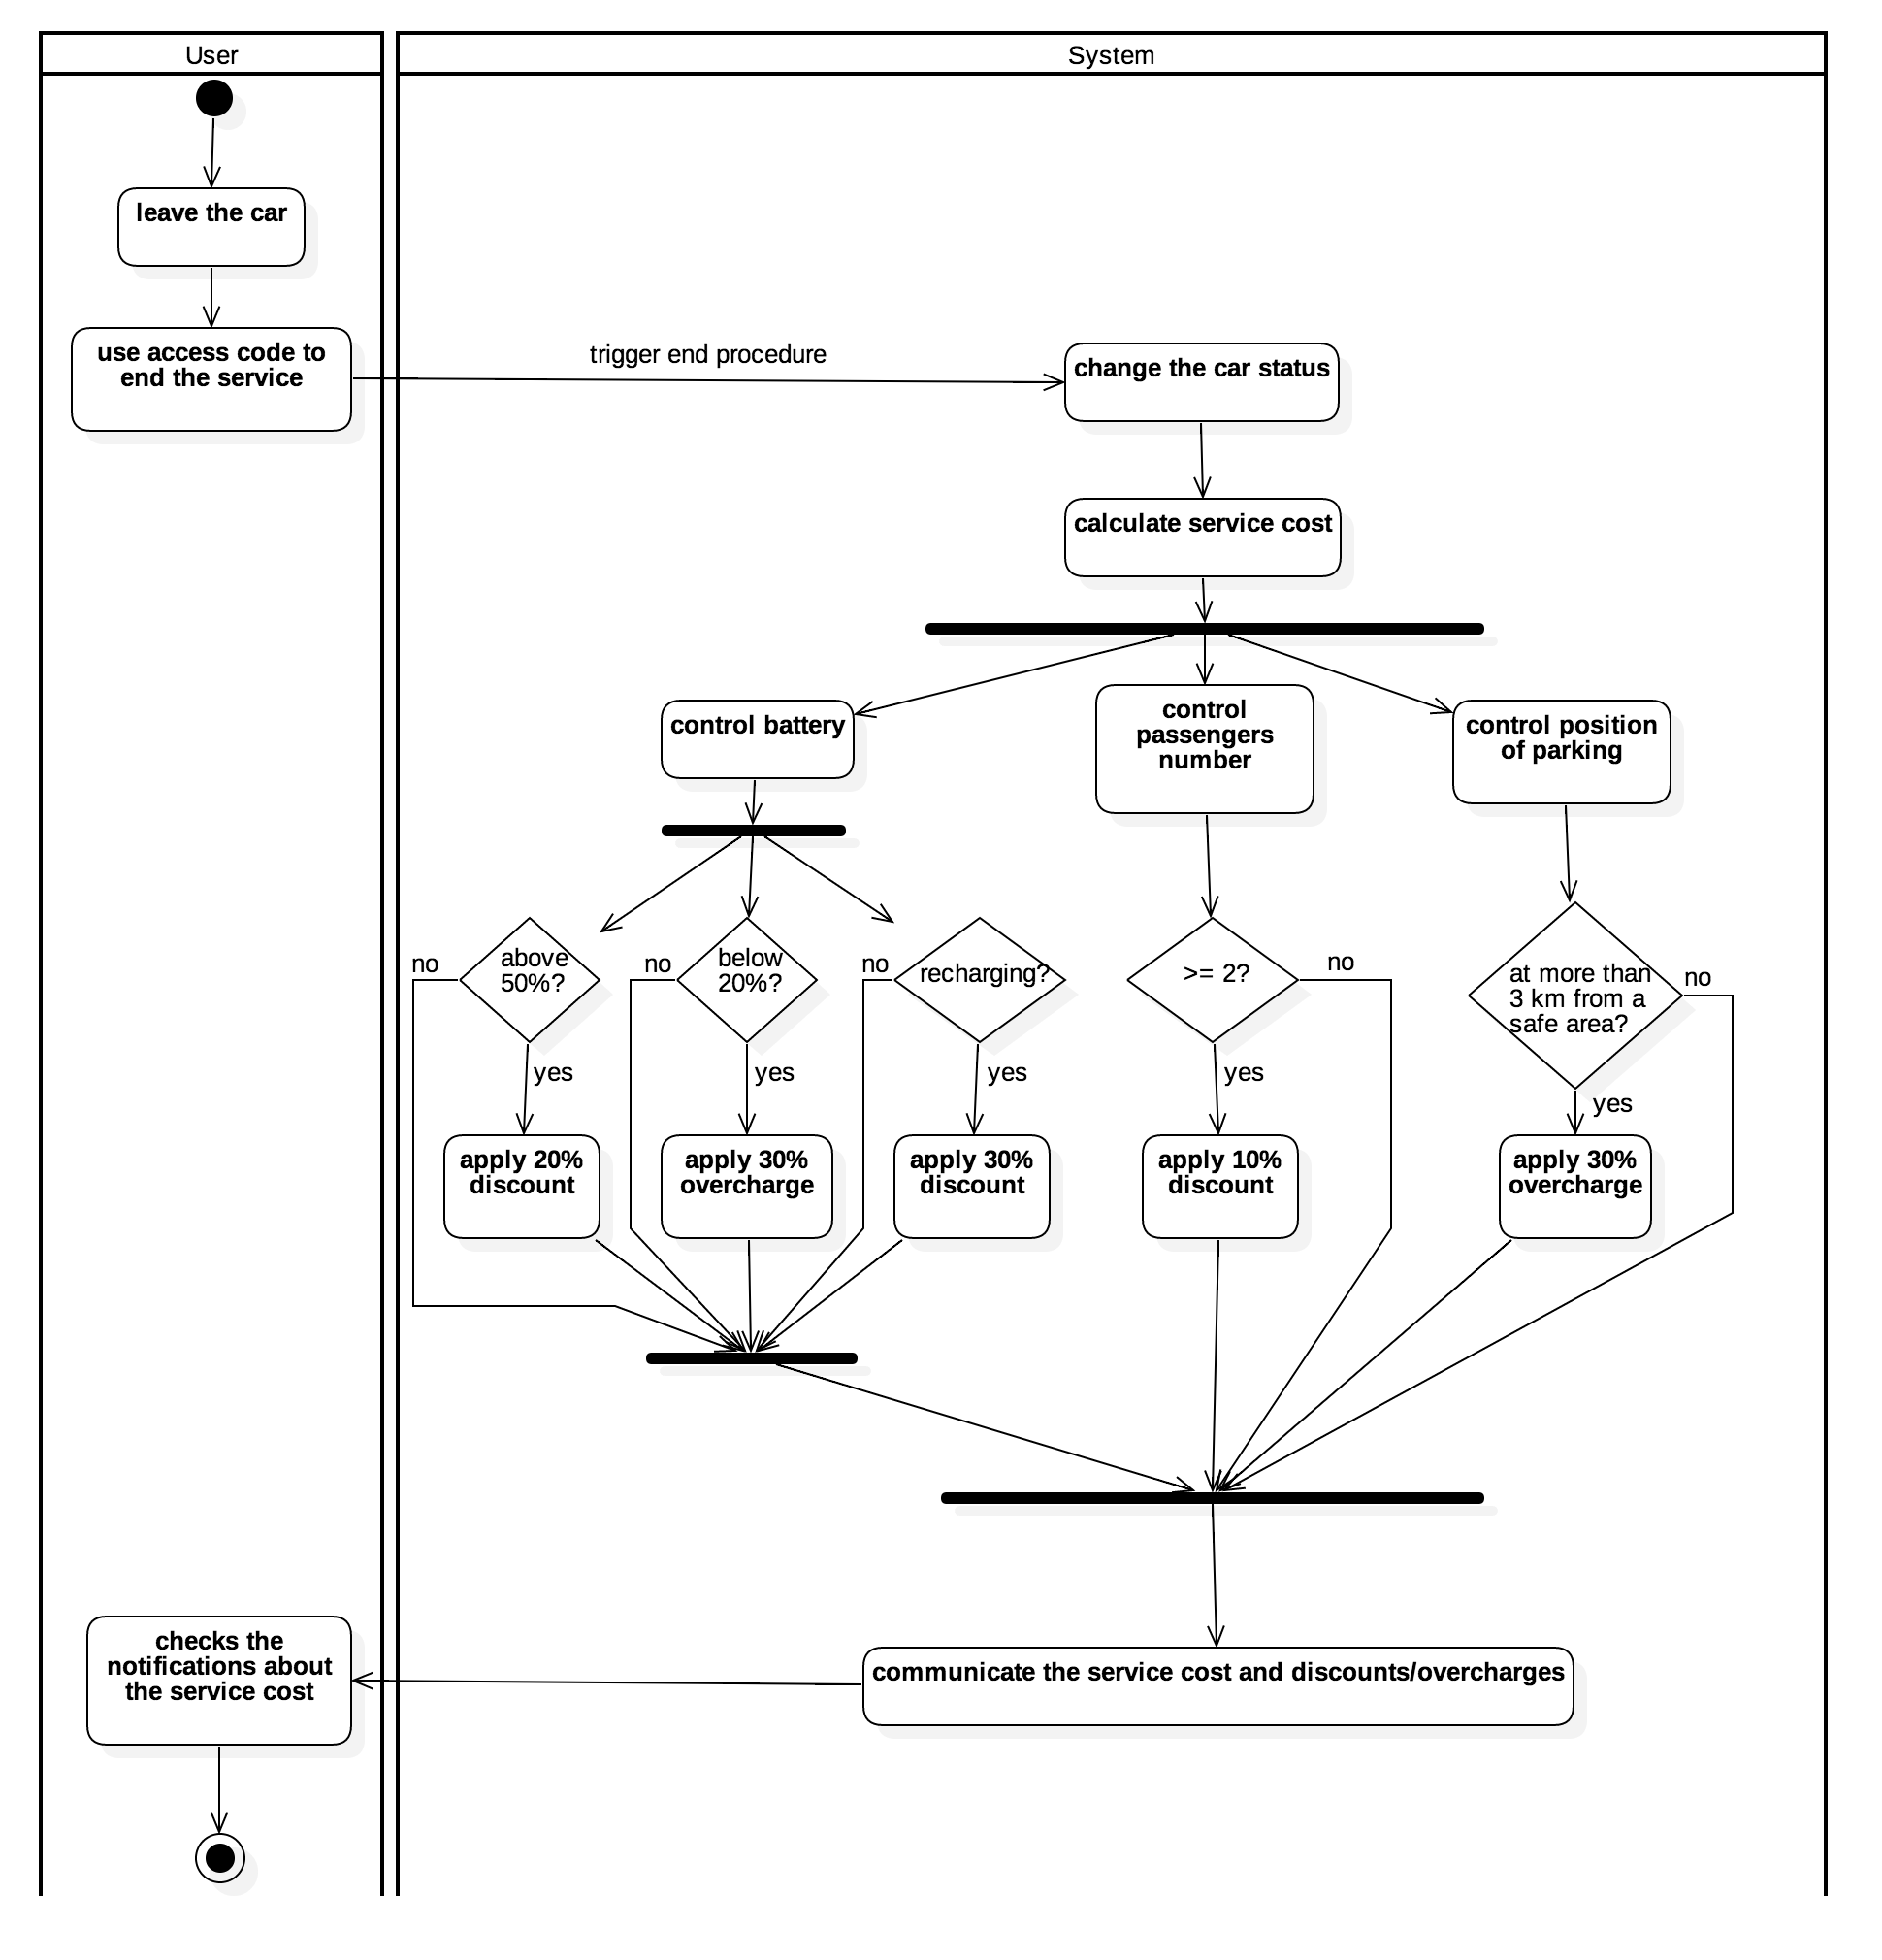 User
System
leave the car
use access code to
end the service
trigger end procedure
change the car status
calculate service cost
control battery
control
passengers
number
control position
of parking
no
above
50%?
no
below
20%?
no
recharging?
>= 2?
no
at more than
3 km from a
safe area?
no
yes
yes
yes
yes
yes
apply 20%
discount
apply 30%
overcharge
apply 30%
discount
apply 10%
discount
apply 30%
overcharge
checks the
notifications about
the service cost
communicate the service cost and discounts/overcharges